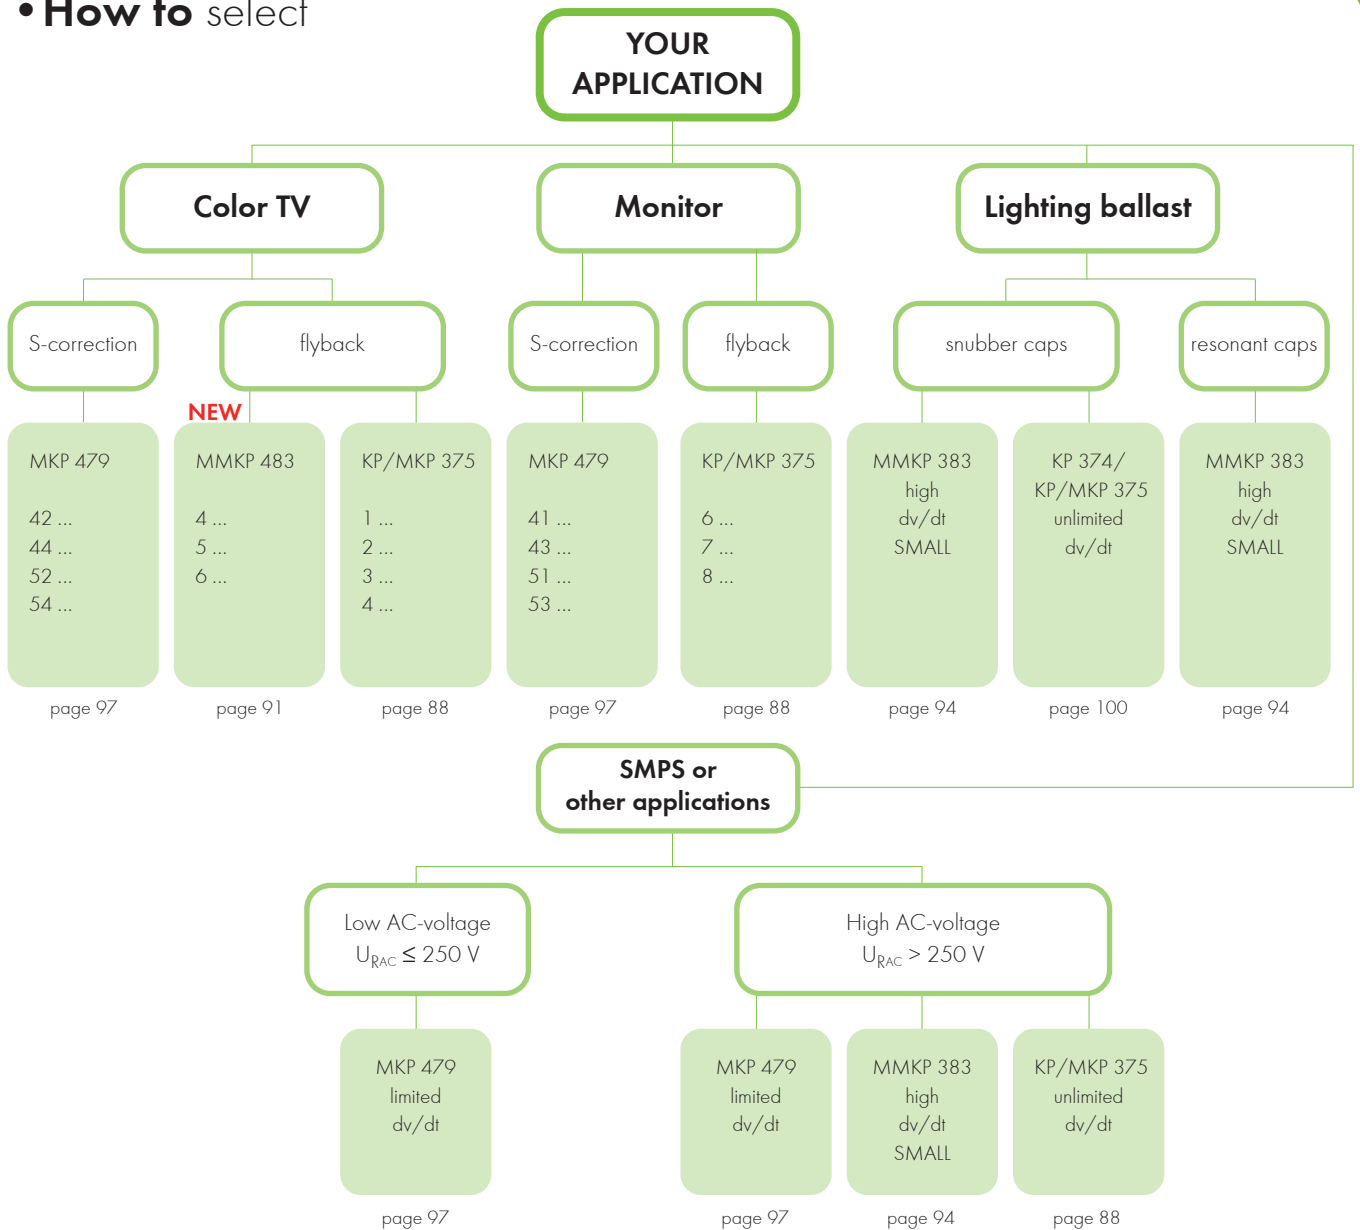 •How to select
YOUR
APPLICATION
Color TV
Monitor
Lighting ballast
S-correction
flyback
S-correction
flyback
snubber caps
resonant caps
NEW
MKP 479
42 ...
44 ...
52 ...
54 ...
page 97
MMKP 483
4 ...
5 ...
6 ...
page 91
KP/MKP 375
1 ...
2 ...
3 ...
4 ...
page 88
MKP 479
41 ...
43 ...
51 ...
53 ...
page 97
KP/MKP 375
6 ...
7 ...
8 ...
page 88
MMKP 383
high
dv/dt
SMALL
page 94
KP 374/
KP/MKP 375
unlimited
dv/dt
page 100
MMKP 383
high
dv/dt
SMALL
page 94
SMPS or
other applications
Low AC-voltage
URAC ≤ 250 V
High AC-voltage
URAC > 250 V
MKP 479
limited
dv/dt
page 97
MKP 479
limited
dv/dt
page 97
MMKP 383
high
dv/dt
SMALL
page 94
KP/MKP 375
unlimited
dv/dt
page 88